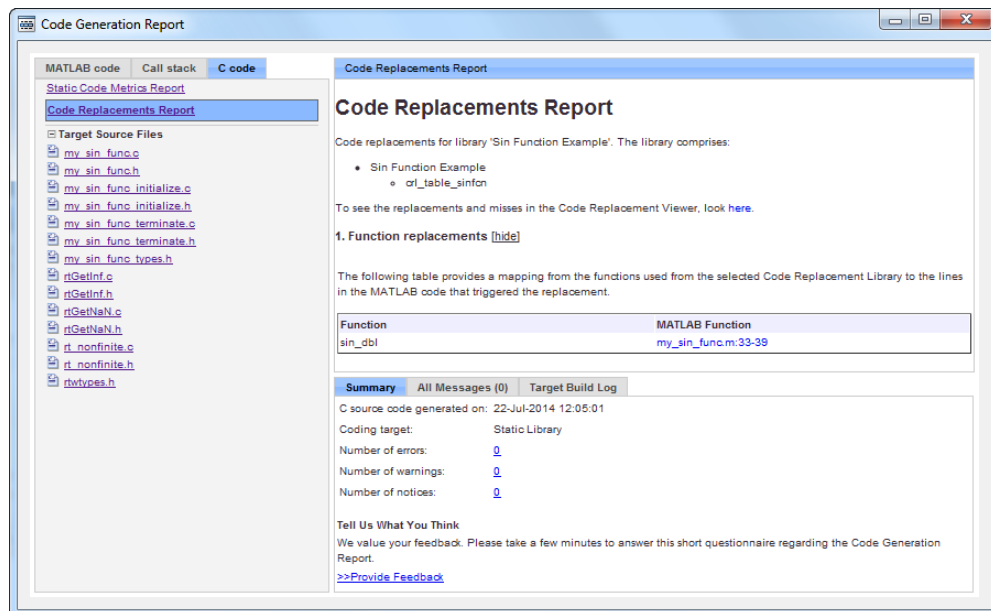 Code Generation Report
MATLAB code Call stack C code
Static Code Metrics Report
Code Replacements Report
Target Source Files
my_sin_func.c
my_sin_func.h
my_sin_func_initialize.c
my_sin_func_initialize.h
my_sin_func_terminate.c
my_sin_func_terminate.h
my_sin_func_types.h
rtGetInf.c
rtGetInf.h
rtGetNaN.c
rtGetNaN.h
rt_nonfinite.c
rt_nonfinite.h
rtwtypes.h
Code Replacements Report
Code Replacements Report
Code replacements for library 'Sin Function Example'. The library comprises:
Sin Function Example
crl_table_sinfcn
To see the replacements and misses in the Code Replacement Viewer, look here.
1. Function replacements [hide]
The following table provides a mapping from the functions used from the selected Code Replacement Library to the lines
in the MATLAB code that triggered the replacement.
Function MATLAB Function
sin_dbl my_sin_func.m:33-39
Summary All Messages (0) Target Build Log
C source code generated on: 22-Jul-2014 12:05:01
Coding target: Static Library
Number of errors: 0
Number of warnings: 0
Number of notices: 0
Tell Us What You Think
We value your feedback. Please take a few minutes to answer this short questionnaire regarding the Code Generation
Report.
>>Provide Feedback